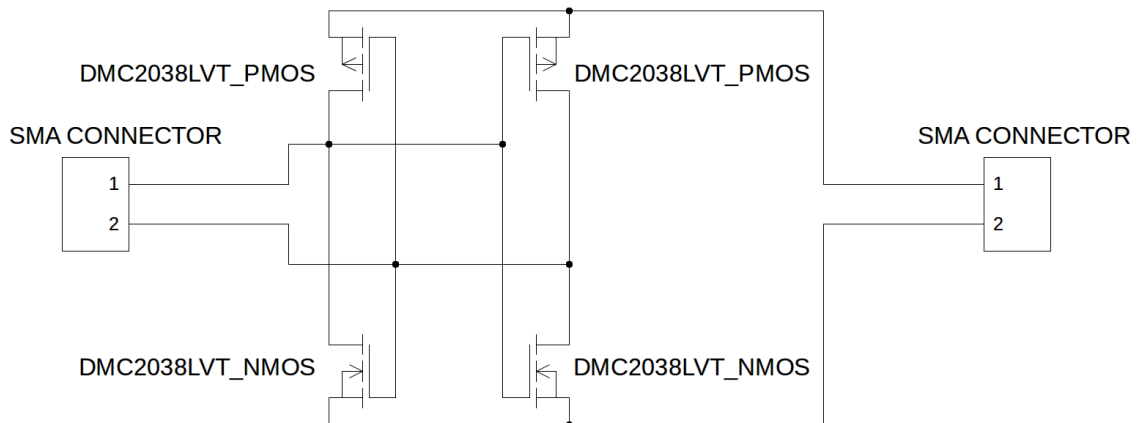 DMC2038LVT_PMOS
DMC2038LVT_PMOS
SMA CONNECTOR
SMA CONNECTOR
1
1
2
2
DMC2038LVT_NMOS
DMC2038LVT_NMOS